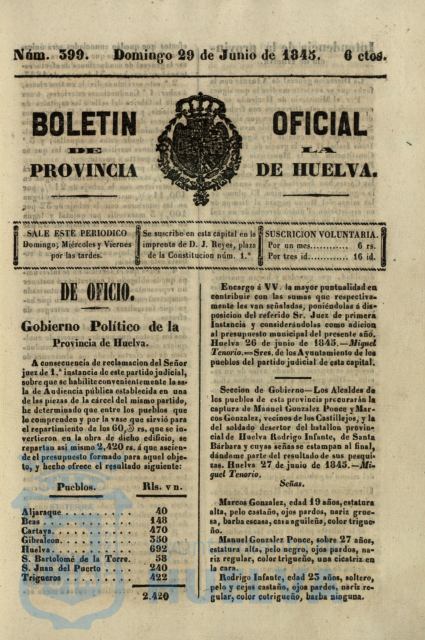 Núm. 399. Domingo 29 de Junio de 1845. 6 ctos.
BOLETIN OFICIAL
DE LA
PROVINCIA DE HUELVA.
SALE ESTE PERIODICO
Domingo, Miércoles y Viernes
por las tardes.
Se suscribe en esta capital en la
imprenta de D. J. Reyes, plaza
de la Constitucion núm. 1.º
SUSCRICION VOLUNTARIA.
Por un mes............ 6 rs.
Por tres id............ 16 id.
DE OFICIO.
Gobierno Político de la
Provincia de Huelva.
A consecuencia de reclamacion del Señor
juez de 1.ª instancia de este partido judicial,
sobre que se habilite convenientemente la sa-
la de Audiencia pública establecida en una
de las piezas de la cárcel del mismo partido,
he determinado que entre los pueblos que
lo comprenden y por la vase que sirvió para
el repartimiento de los 60, rs. que se in-
vertieron en la obra de dicho edificio, se
repartan así mismo 2,420 rs. á que ascien-
de el presupuesto formado para aquel obje-
to, y hecho ofrece el resultado siguiente:
Pueblos. Rls. vn.
Aljaraque 40
Beas 148
Cartaya 470
Gibraleon 350
Huelva 692
S. Bartolomé de la Torre. 58
S. Juan del Puerto 240
Trigueros 422
2.420
Encargo á VV. la mayor puntualidad en
contribuir con las sumas que respectiva-
mente les van señaladas, poniéndolas á dis-
posicion del referido Sr. Juez de primera
Instancia y considerándolas como adicion
al presupuesto municipal del presente año.
Huelva 26 de junio de 1845.—Miguel
Tenorio.—Sres. de los Ayuntamiento de los
pueblos del partido judicial de esta capital.
Seccion de Gobierno—Los Alcaldes de
los pueblos de esta provincia procurarán la
captura de Manuel Gonzalez Ponce y Mar-
cos Gonzalez, vecinos de los Castillejos, y la
del soldado desertor del batallon provin-
cial de Huelva Rodrigo Infante, de Santa
Bárbara y cuyas señas se estampan al final,
dándome parte del resultado de sus pesqui-
zas. Huelva 27 de junio de 1845.—Mi-
guel Tenorio.
Señas.
Marcos Gonzalez, edad 19 años, estatura
alta, pelo castaño, ojos pardos, nariz grue-
sa, barba escasa, cara aguileña, color trigue-
ño.
Manuel Gonzalez Ponce, sobre 27 años,
estatura alta, pelo negro, ojos pardos, na-
riz regular, color trigueño, una cicatriz en
la cara.
Rodrigo Infante, edad 23 años, soltero,
pelo y cejas castaño, ojos pardos, nariz re-
gular, color cotrigueño, barba ninguna.
HUELVA